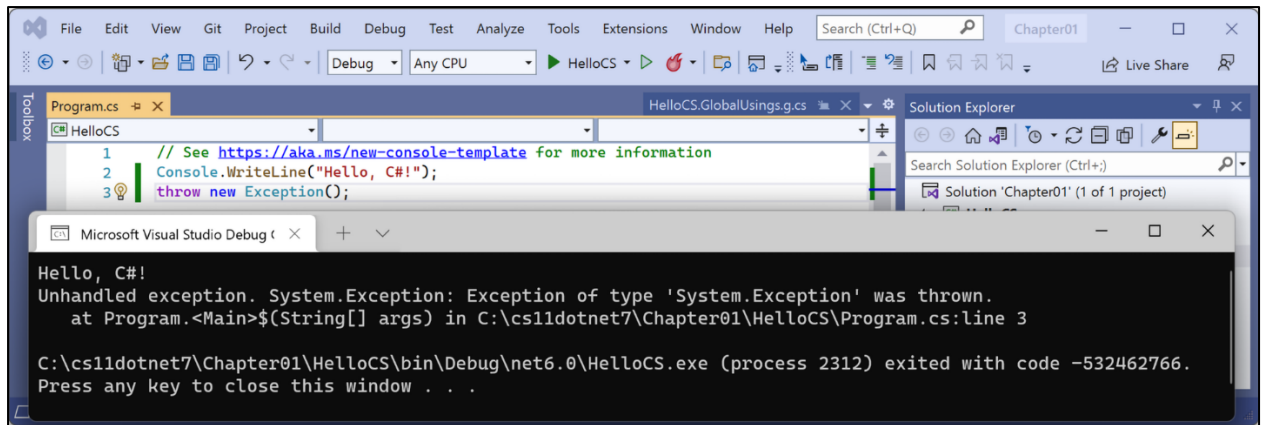 File Edit View Git Project Build Debug Test Analyze Tools Extensions Window Help Search (Ctrl+Q) Chapter01
Debug Any CPU HelloCS Live Share
Toolbox
Program.cs HelloCS.GlobalUsings.g.cs Solution Explorer
C# HelloCS
1 // See https://aka.ms/new-console-template for more information
2 Console.WriteLine("Hello, C#!");
3 throw new Exception();
Search Solution Explorer (Ctrl+;)
Solution 'Chapter01' (1 of 1 project)
Microsoft Visual Studio Debug
Hello, C#!
Unhandled exception. System.Exception: Exception of type 'System.Exception' was thrown.
at Program.<Main>$(String[] args) in C:\cs11dotnet7\Chapter01\HelloCS\Program.cs:line 3
C:\cs11dotnet7\Chapter01\HelloCS\bin\Debug\net6.0\HelloCS.exe (process 2312) exited with code -532462766.
Press any key to close this window . . .